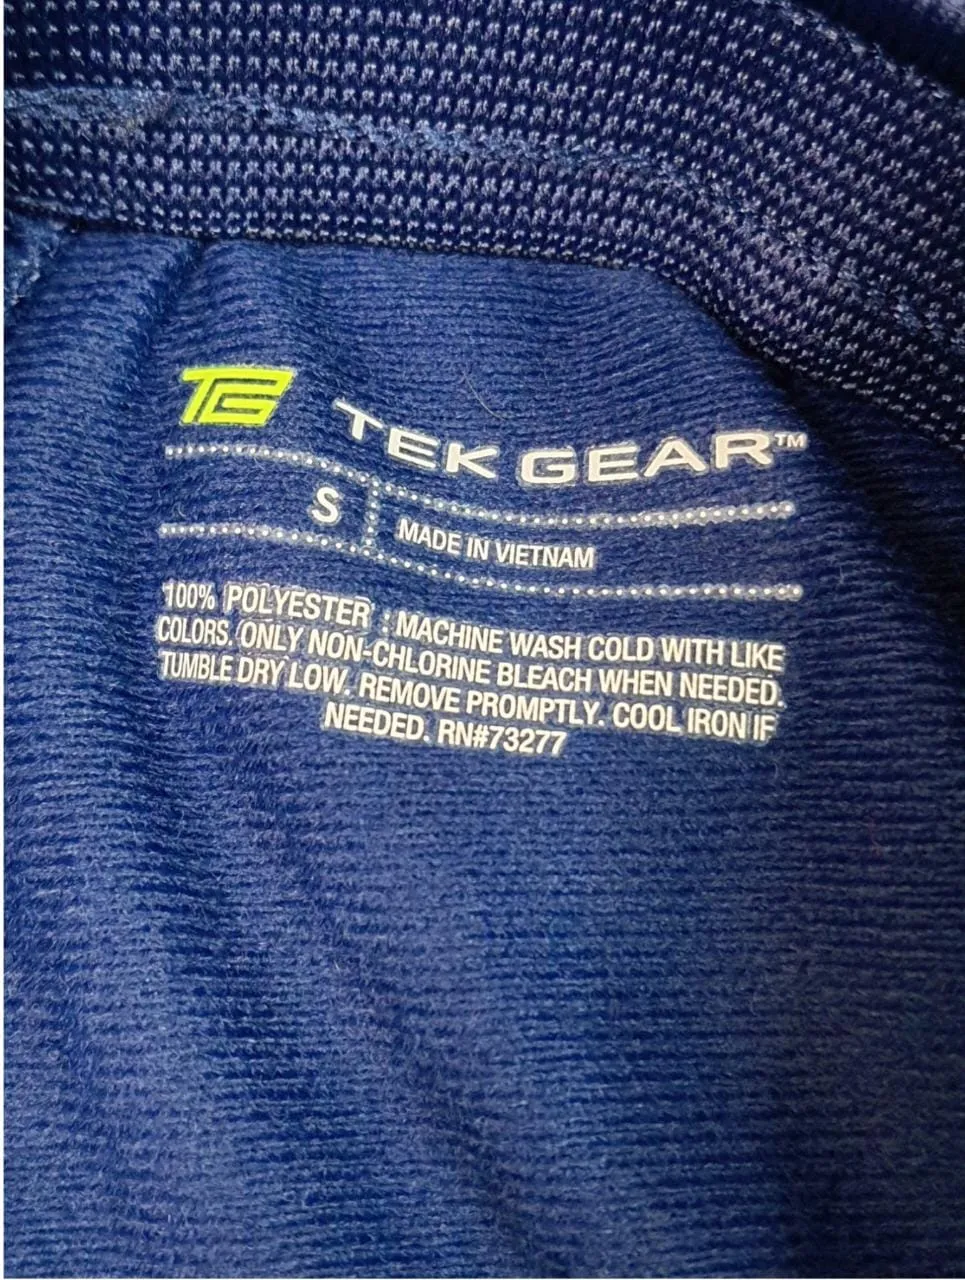 TG TEK GEAR™
S MADE IN VIETNAM
100% POLYESTER ; MACHINE WASH COLD WITH LIKE
COLORS. ONLY NON-CHLORINE BLEACH WHEN NEEDED.
TUMBLE DRY LOW. REMOVE PROMPTLY. COOL IRON IF
NEEDED. RN#73277